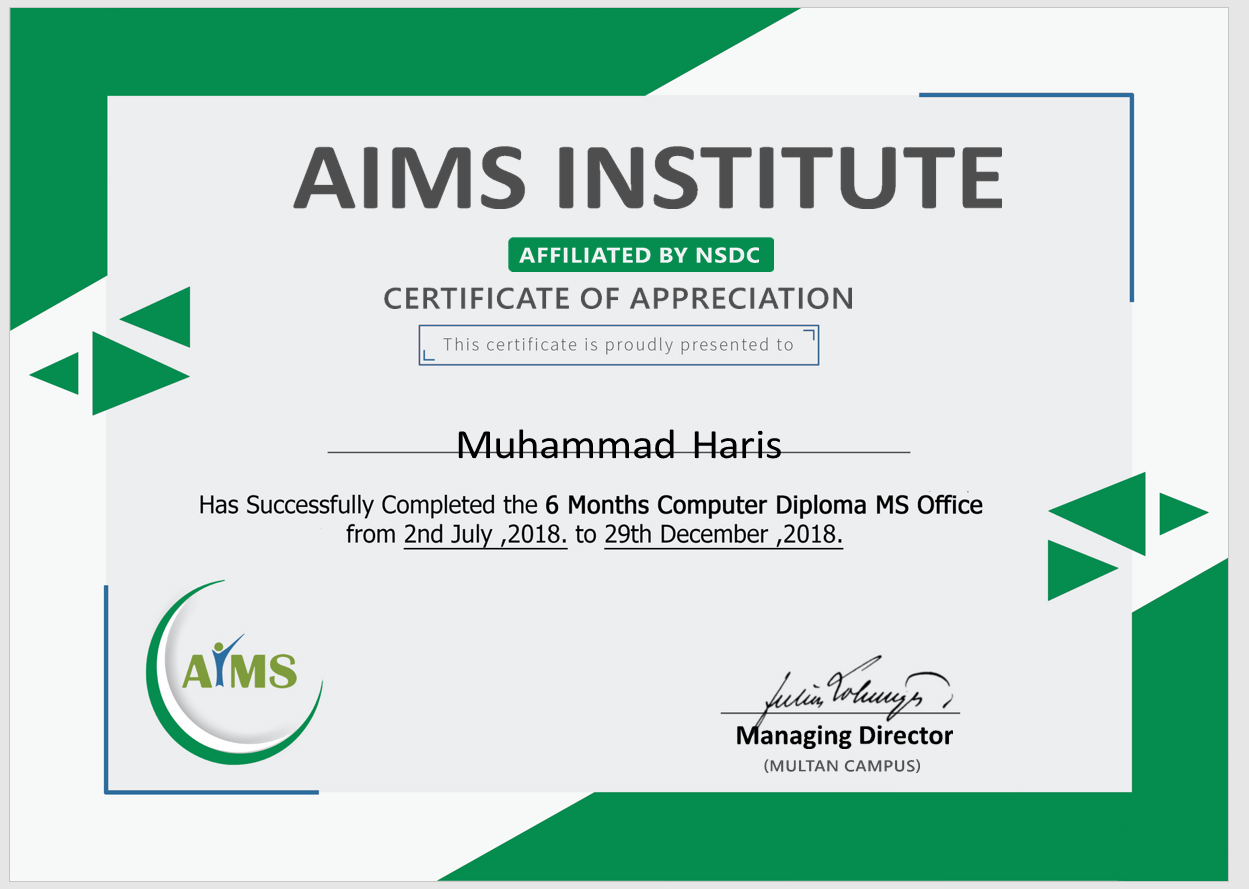 AIMS INSTITUTE
AFFILIATED BY NSDC
CERTIFICATE OF APPRECIATION
This certificate is proudly presented to
Muhammad Haris
Has Successfully Completed the 6 Months Computer Diploma MS Office
from 2nd July ,2018. to 29th December ,2018.
AIMS
Managing Director
(MULTAN CAMPUS)